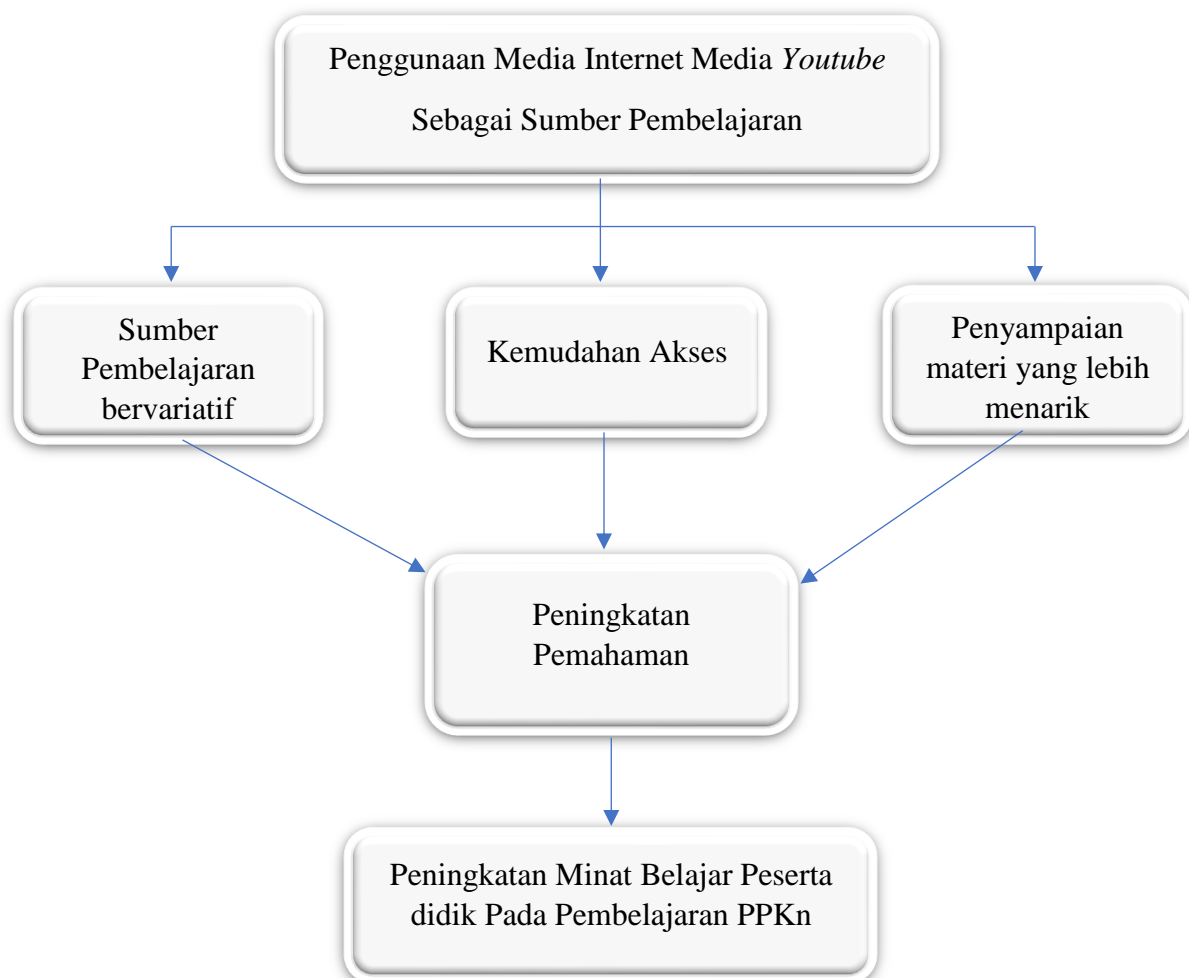 Penggunaan Media Internet Media Youtube
Sebagai Sumber Pembelajaran
Sumber
Pembelajaran
bervariatif
Kemudahan Akses
Penyampaian
materi yang lebih
menarik
Peningkatan
Pemahaman
Peningkatan Minat Belajar Peserta
didik Pada Pembelajaran PPKn